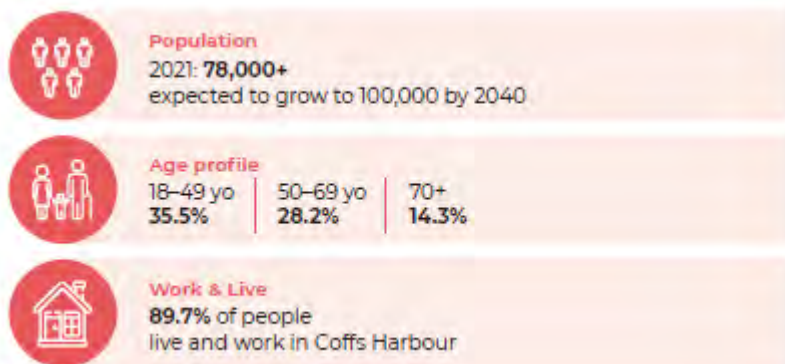 Population
2021: 78,000+
expected to grow to 100,000 by 2040
Age profile
18–49 yo 50–69 yo 70+
35.5% 28.2% 14.3%
Work & Live
89.7% of people
live and work in Coffs Harbour